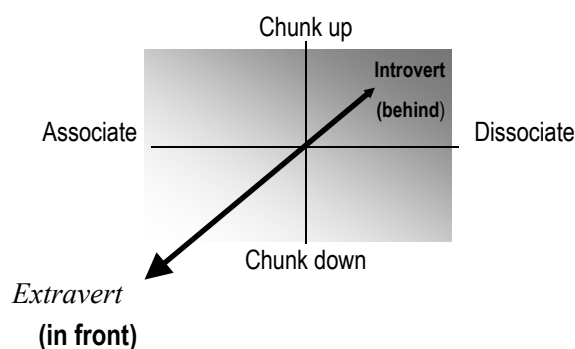 Chunk up
Introvert
(behind)
Associate
Dissociate
Chunk down
Extravert
(in front)